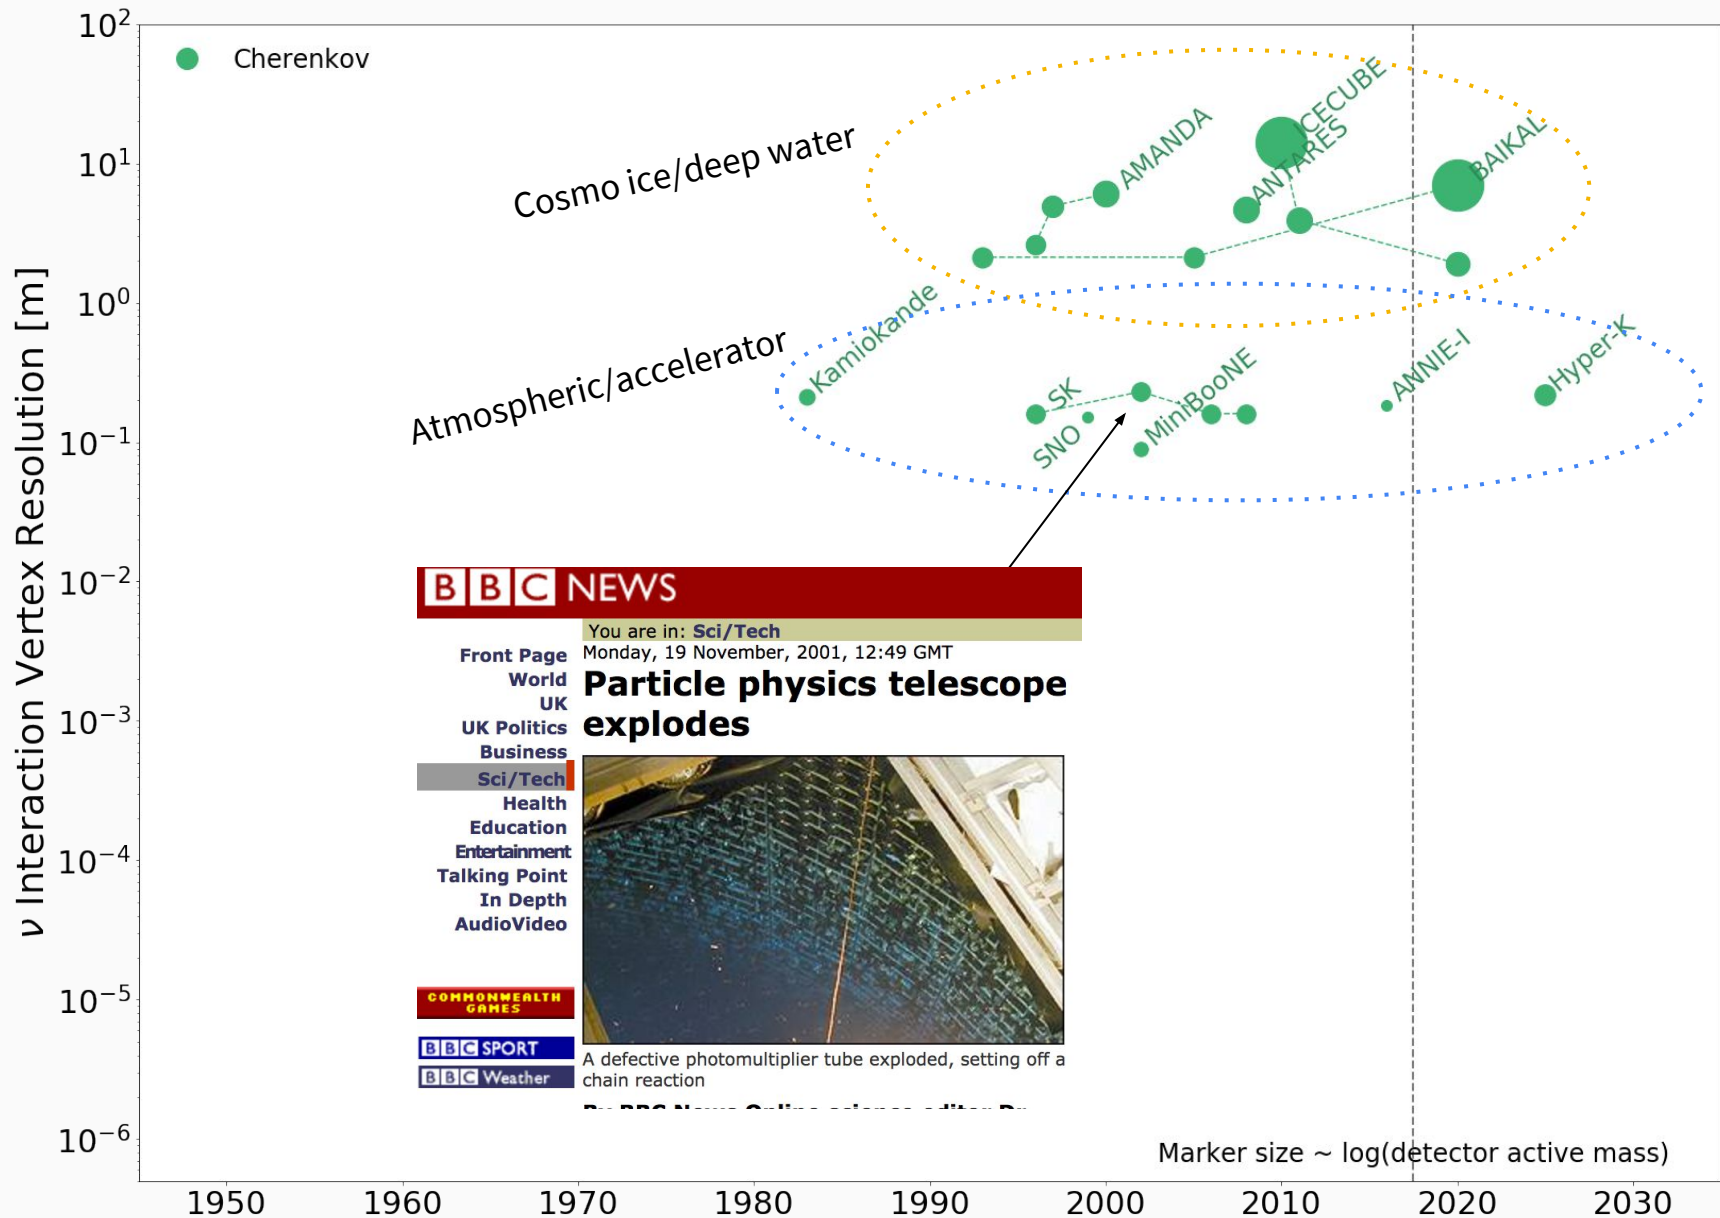 10²
10¹
10⁰
10⁻¹
10⁻²
10⁻³
10⁻⁴
10⁻⁵
10⁻⁶
ν Interaction Vertex Resolution [m]
Cherenkov
Cosmo ice/deep water
Atmospheric/accelerator
AMANDA
ICECUBE
ANTARES
BAIKAL
Kamiokande
SK
SNO
MiniBooNE
ANNIE-I
Hyper-K
BBC NEWS
You are in: Sci/Tech
Monday, 19 November, 2001, 12:49 GMT
Particle physics telescope
explodes
Front Page
World
UK
UK Politics
Business
Sci/Tech
Health
Education
Entertainment
Talking Point
In Depth
AudioVideo
COMMONWEALTH
GAMES
BBC SPORT
BBC Weather
A defective photomultiplier tube exploded, setting off a
chain reaction
Marker size ~ log(detector active mass)
1950
1960
1970
1980
1990
2000
2010
2020
2030